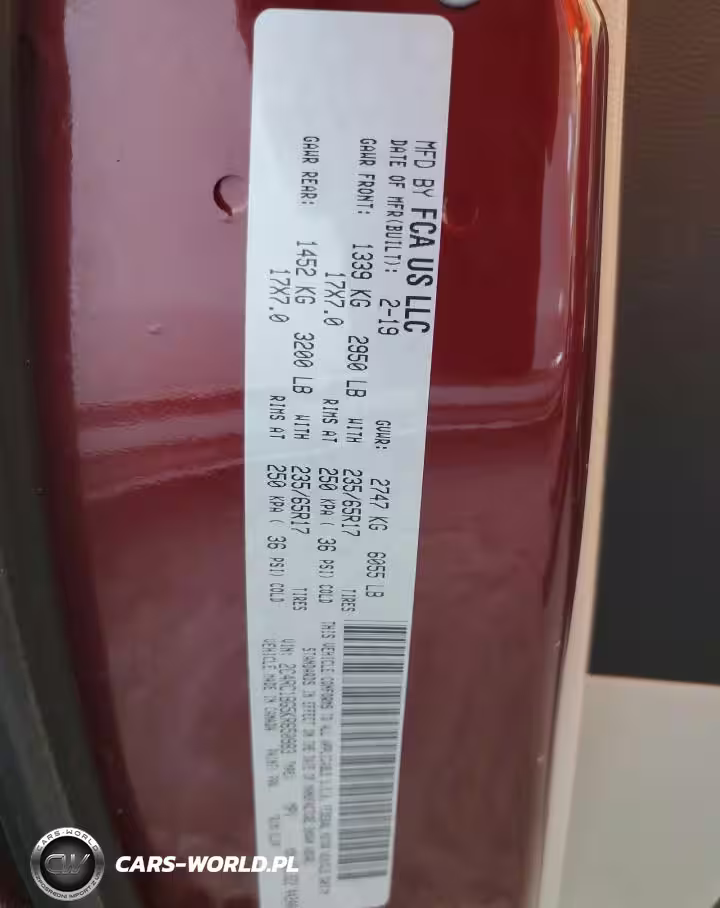 MFD BY FCA US LLC
DATE OF MFR(BUILT): 2-19 GVWR: 2747 KG 6055 LB
GAWR FRONT: 1339 KG 2950 LB WITH 235/65R17 TIRES
17X7.0 RIMS AT 250 KPA ( 36 PSI) COLD
GAWR REAR: 1452 KG 3200 LB WITH 235/65R17 TIRES
17X7.0 RIMS AT 250 KPA ( 36 PSI) COLD
THIS VEHICLE CONFORMS TO ALL APPLICABLE U.S.A. FEDERAL MOTOR VEHICLE SAFETY
STANDARDS IN EFFECT ON THE DATE OF MANUFACTURE SHOWN ABOVE.
VIN:
VEHICLE MADE IN CANADA
CARS-WORLD
CW
CARS-WORLD.PL